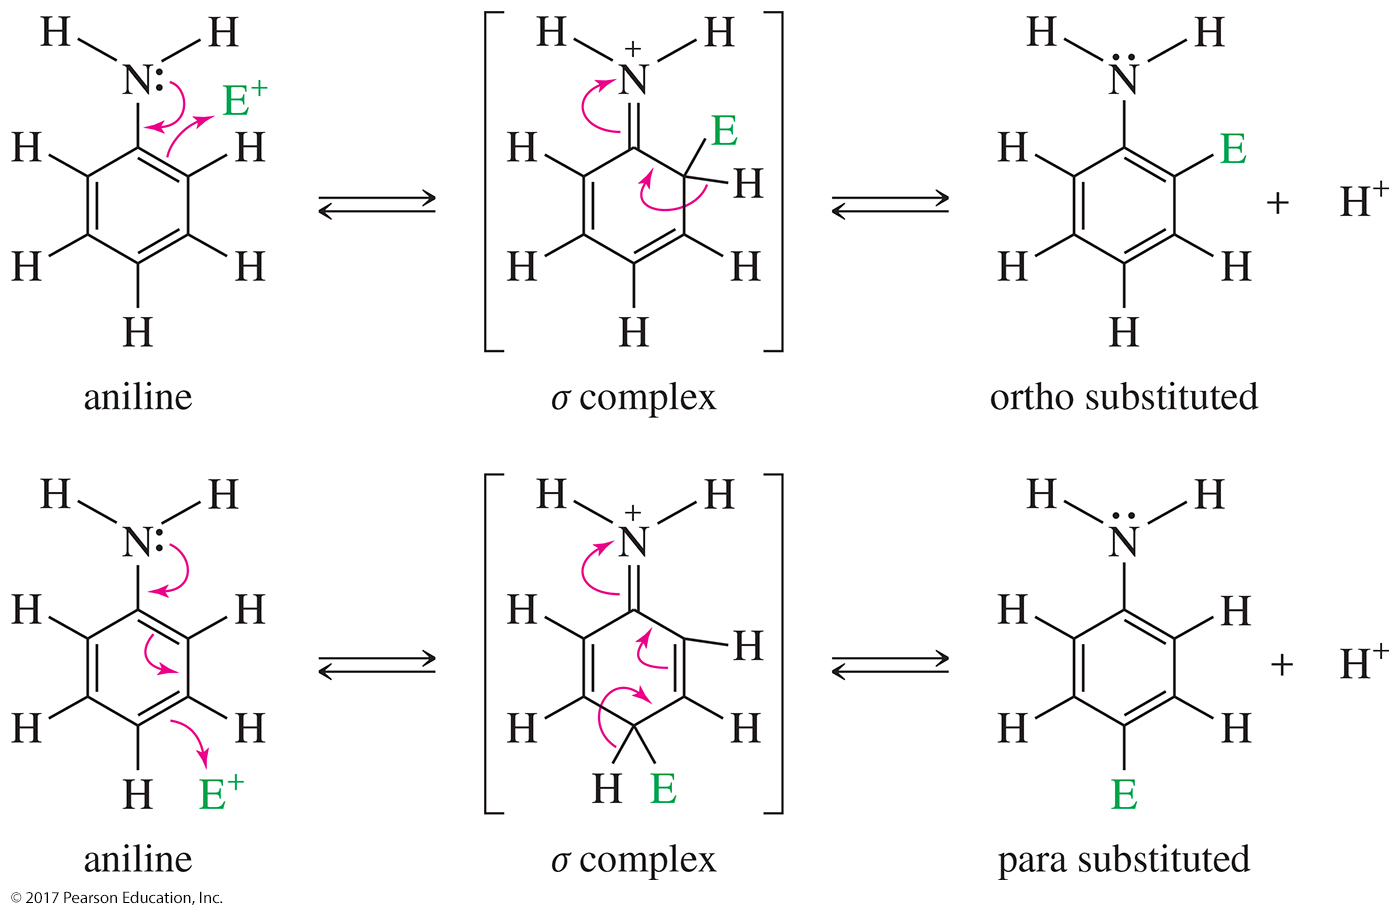 H H H H H H
N: + N N
E+ E E
H H H H H H
+ H+
H H H H H H
H H H
aniline σ complex ortho substituted
H H H H H H
N: + N N
H H H H H H
+ H+
H H H H H H
H E+ H E E
aniline σ complex para substituted
© 2017 Pearson Education, Inc.